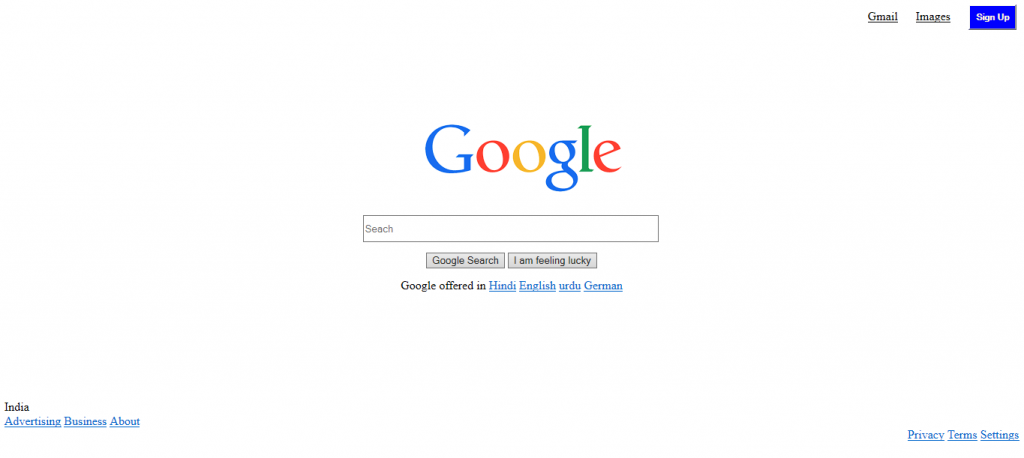 Gmail Images Sign Up
Google
Seach
Google Search I am feeling lucky
Google offered in Hindi English urdu German
India
Advertising Business About
Privacy Terms Settings